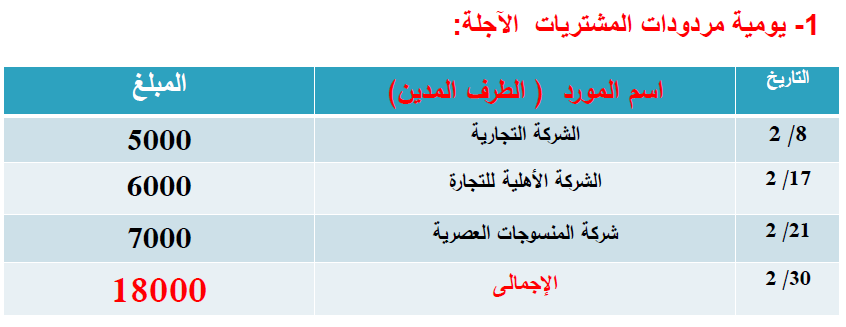 1- يومية مردودات المشتريات الآجلة:
التاريخ اسم المورد ( الطرف المدين) المبلغ
2 /8 الشركة التجارية 5000
2 /17 الشركة الأهلية للتجارة 6000
2 /21 شركة المنسوجات العصرية 7000
2 /30 الإجمالى 18000